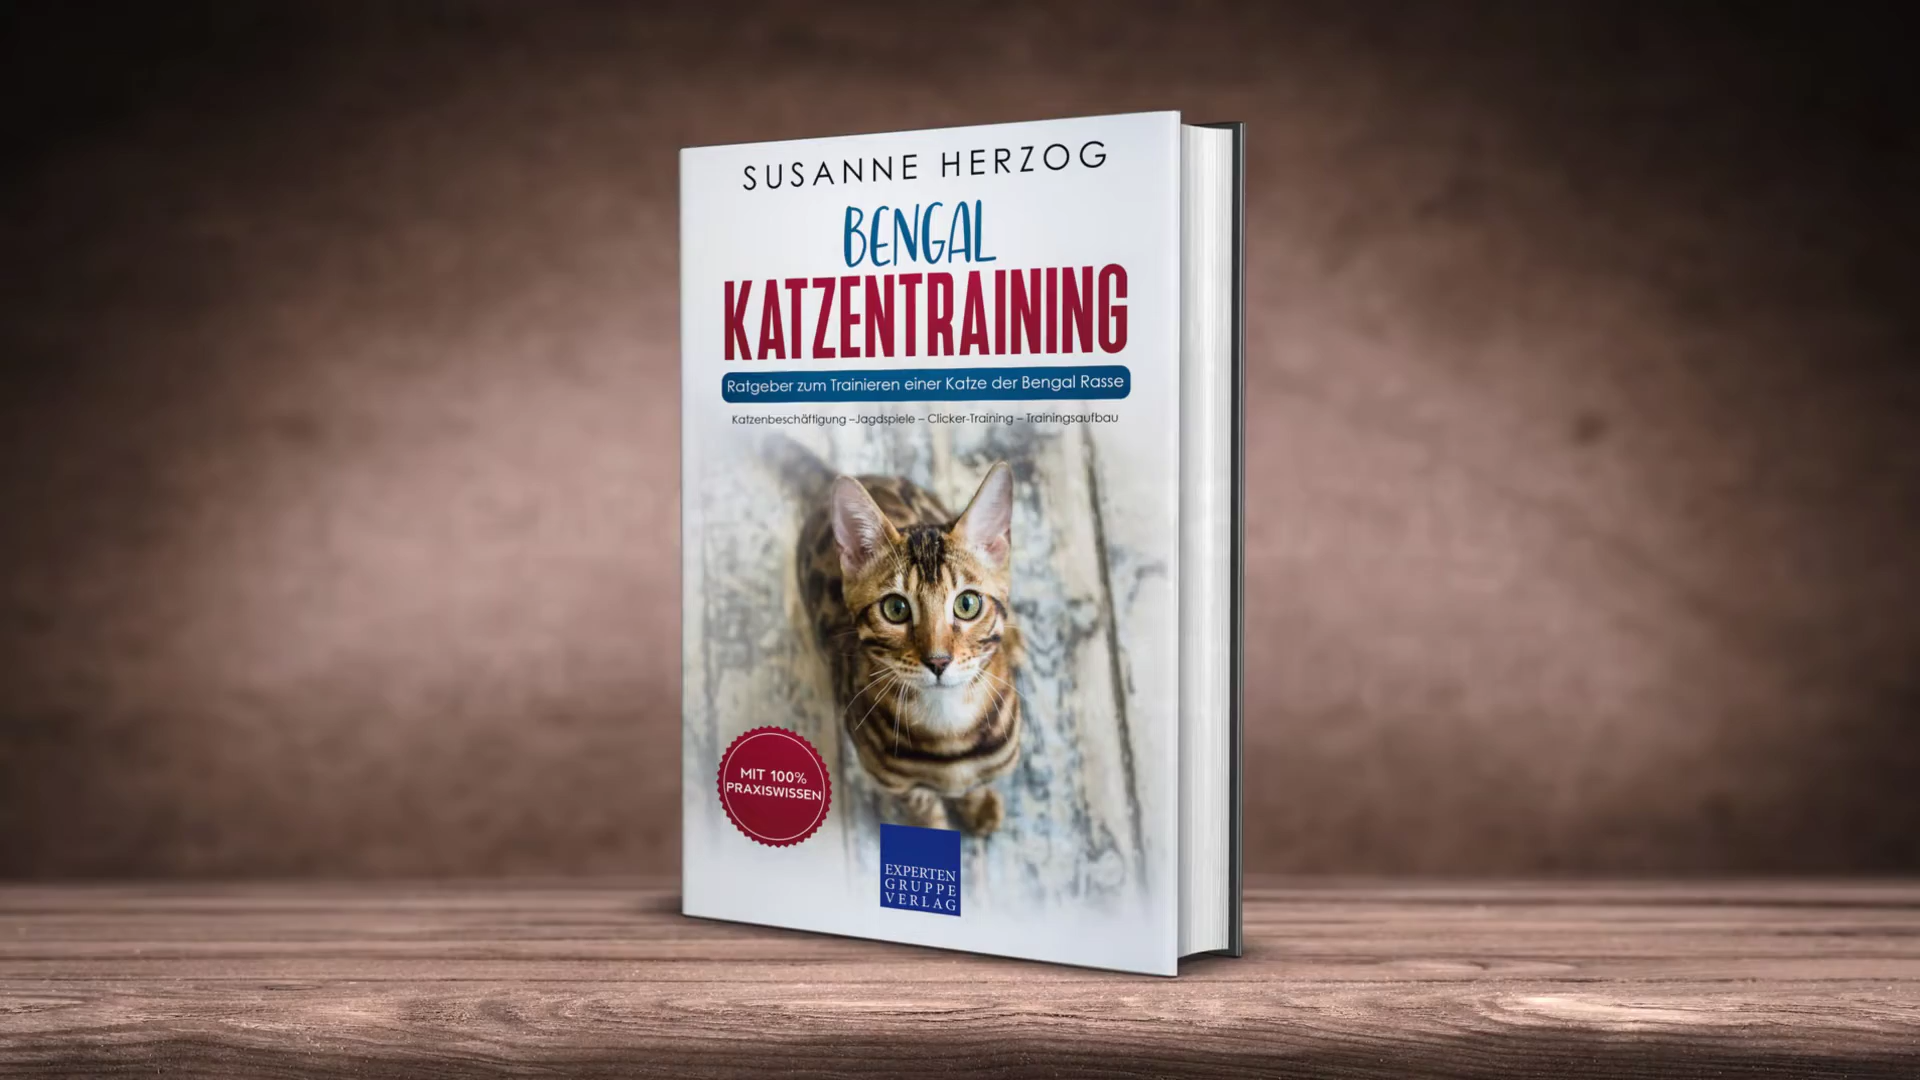 SUSANNE HERZOG
BENGAL
KATZENTRAINING
Ratgeber zum Trainieren einer Katze der Bengal Rasse
Katzenbeschäftigung –Jagdspiele – Clicker-Training – Trainingsaufbau
MIT 100%
PRAXISWISSEN
EXPERTEN
GRUPPE
VERLAG